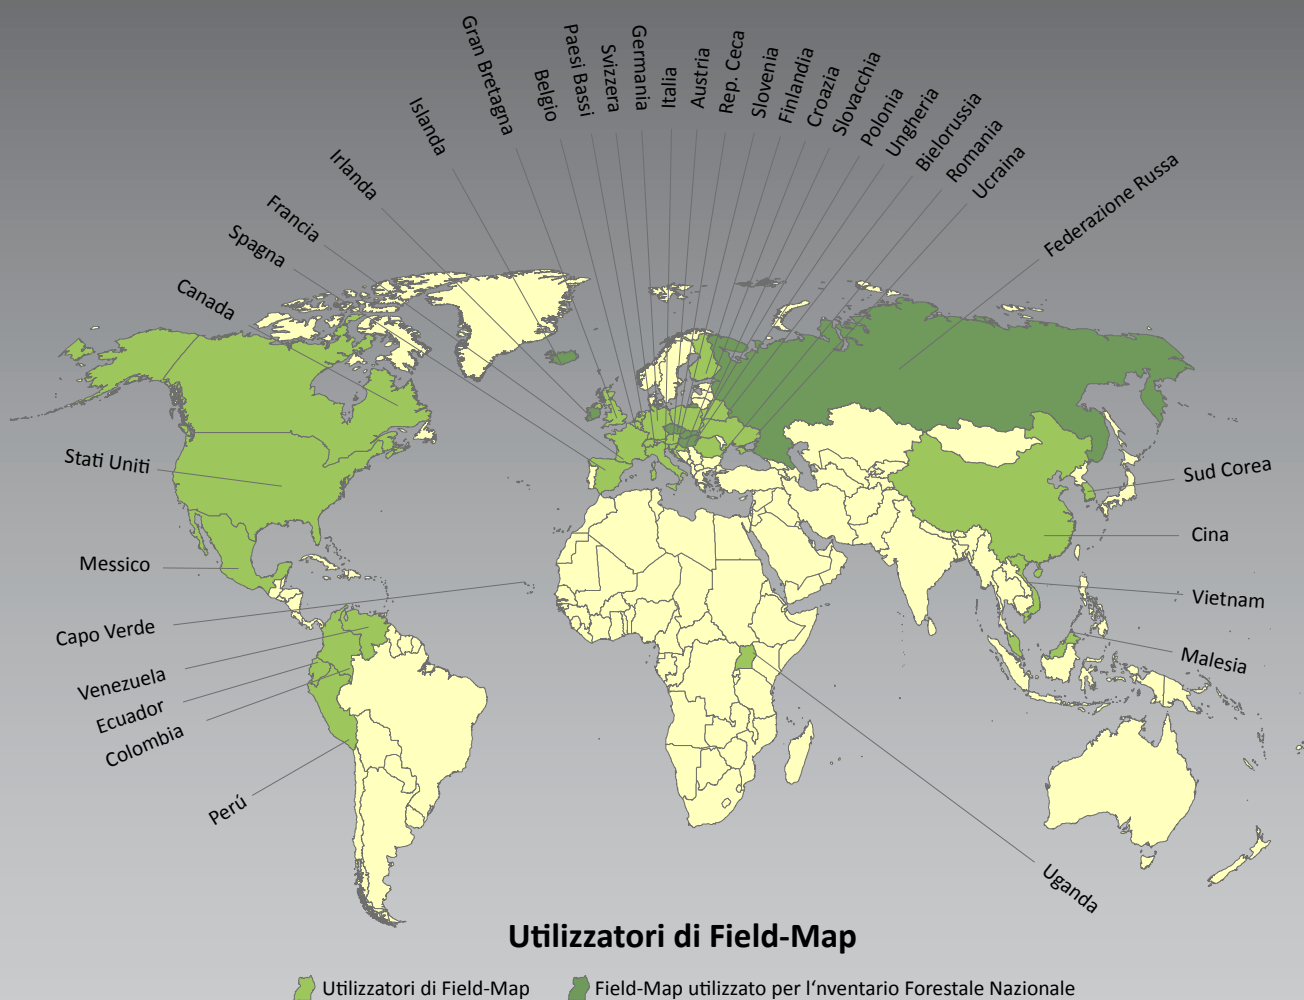 Gran Bretagna
Belgio
Paesi Bassi
Svizzera
Germania
Italia
Austria
Rep. Ceca
Slovenia
Finlandia
Croazia
Slovacchia
Polonia
Ungheria
Bielorussia
Romania
Ucraina
Federazione Russa
Islanda
Irlanda
Francia
Spagna
Canada
Stati Uniti
Messico
Capo Verde
Venezuela
Ecuador
Colombia
Perú
Sud Corea
Cina
Vietnam
Malesia
Uganda
Utilizzatori di Field-Map
Utilizzatori di Field-Map
Field-Map utilizzato per l'nventario Forestale Nazionale